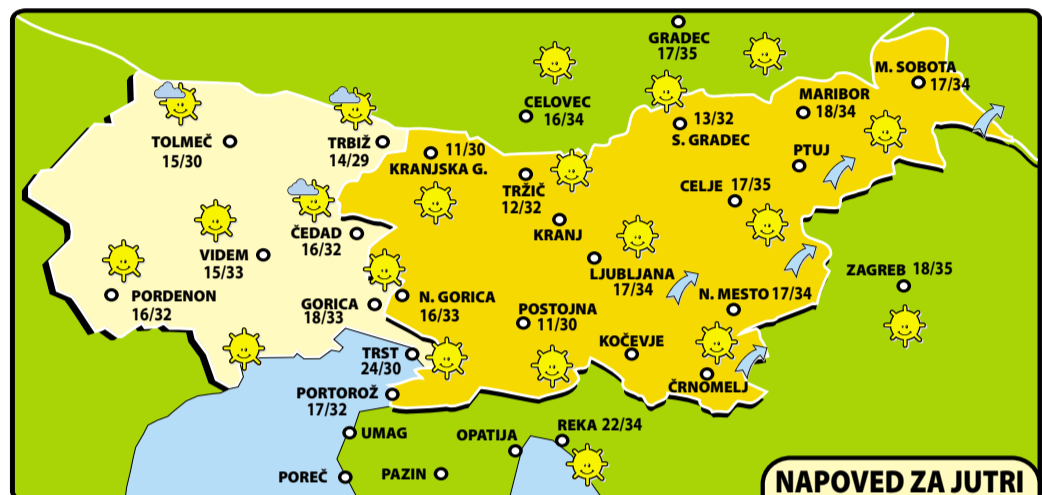 GRADEC
17/35
M. SOBOTA
17/34
MARIBOR
18/34
CELOVEC
16/34
13/32
S. GRADEC
TOLMEČ
15/30
TRBIŽ
14/29
11/30
KRANJSKA G.
PTUJ
TRŽIČ
12/32
CELJE 17/35
KRANJ
ČEDAD
16/32
VIDEM
15/33
LJUBLJANA
17/34
ZAGREB 18/35
PORDENON
16/32
GORICA
18/33
N. GORICA
16/33
N. MESTO 17/34
POSTOJNA
11/30
KOČEVJE
TRST
24/30
ČRNOMELJ
PORTOROŽ
17/32
REKA 22/34
UMAG
OPATIJA
POREČ
PAZIN
NAPOVED ZA JUTRI